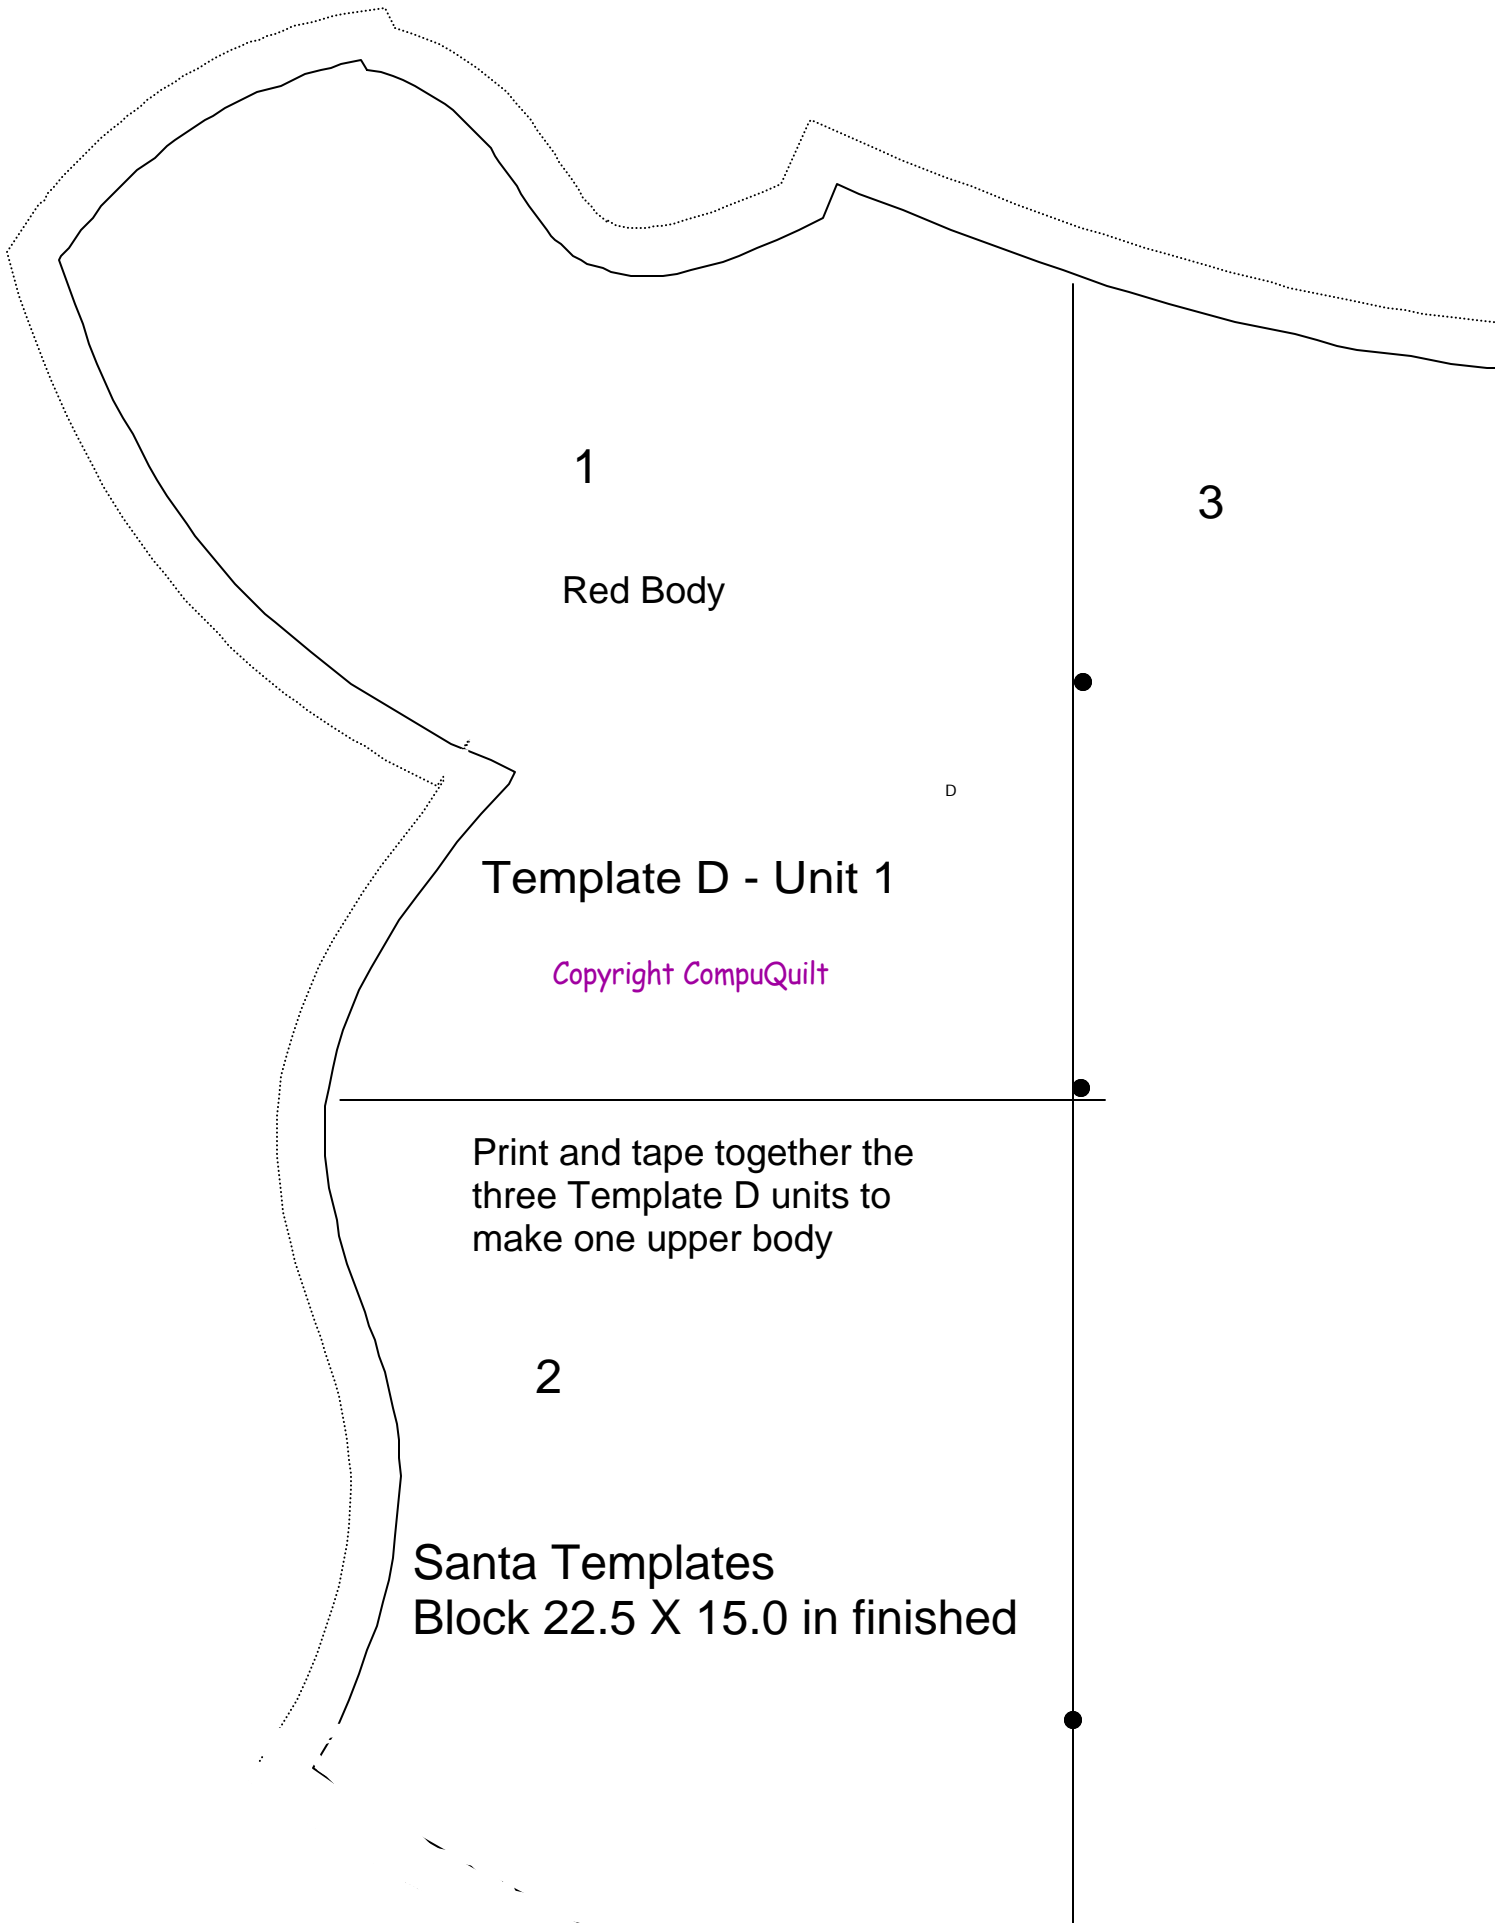 1
3
Red Body
D
Template D - Unit 1
Copyright CompuQuilt
Print and tape together the
three Template D units to
make one upper body
2
Santa Templates
Block 22.5 X 15.0 in finished